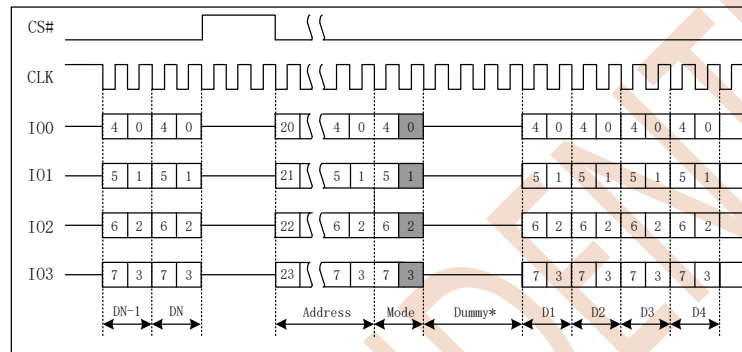 CS#
CLK
IO0 4 0 4 0 20 4 0 4 0 4 0 4 0 4 0 4 0
IO1 5 1 5 1 21 5 1 5 1 5 1 5 1 5 1 5 1
IO2 6 2 6 2 22 6 2 6 2 6 2 6 2 6 2 6 2
IO3 7 3 7 3 23 7 3 7 3 7 3 7 3 7 3 7 3
DN-1 DN Address Mode Dummy* D1 D2 D3 D4